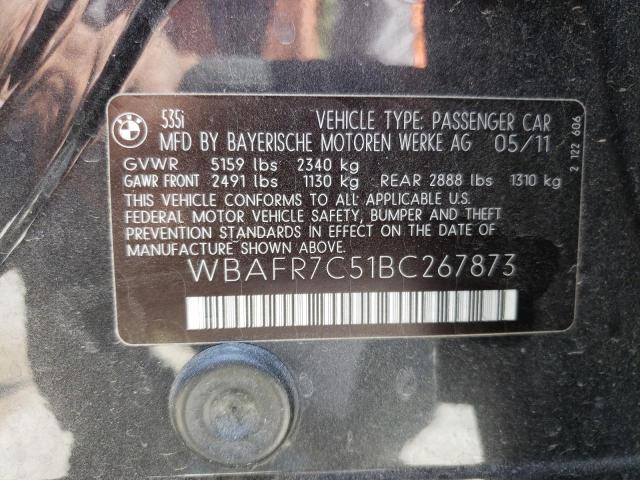 535i VEHICLE TYPE: PASSENGER CAR
MFD BY BAYERISCHE MOTOREN WERKE AG 05/11
GVWR 5159 lbs 2340 kg
GAWR FRONT 2491 lbs 1130 kg REAR 2888 lbs 1310 kg
THIS VEHICLE CONFORMS TO ALL APPLICABLE U.S.
FEDERAL MOTOR VEHICLE SAFETY, BUMPER AND THEFT
PREVENTION STANDARDS IN EFFECT ON THE DATE OF
MANUFACTURE SHOWN ABOVE.
WBAFR7C51BC267873
2 122 606